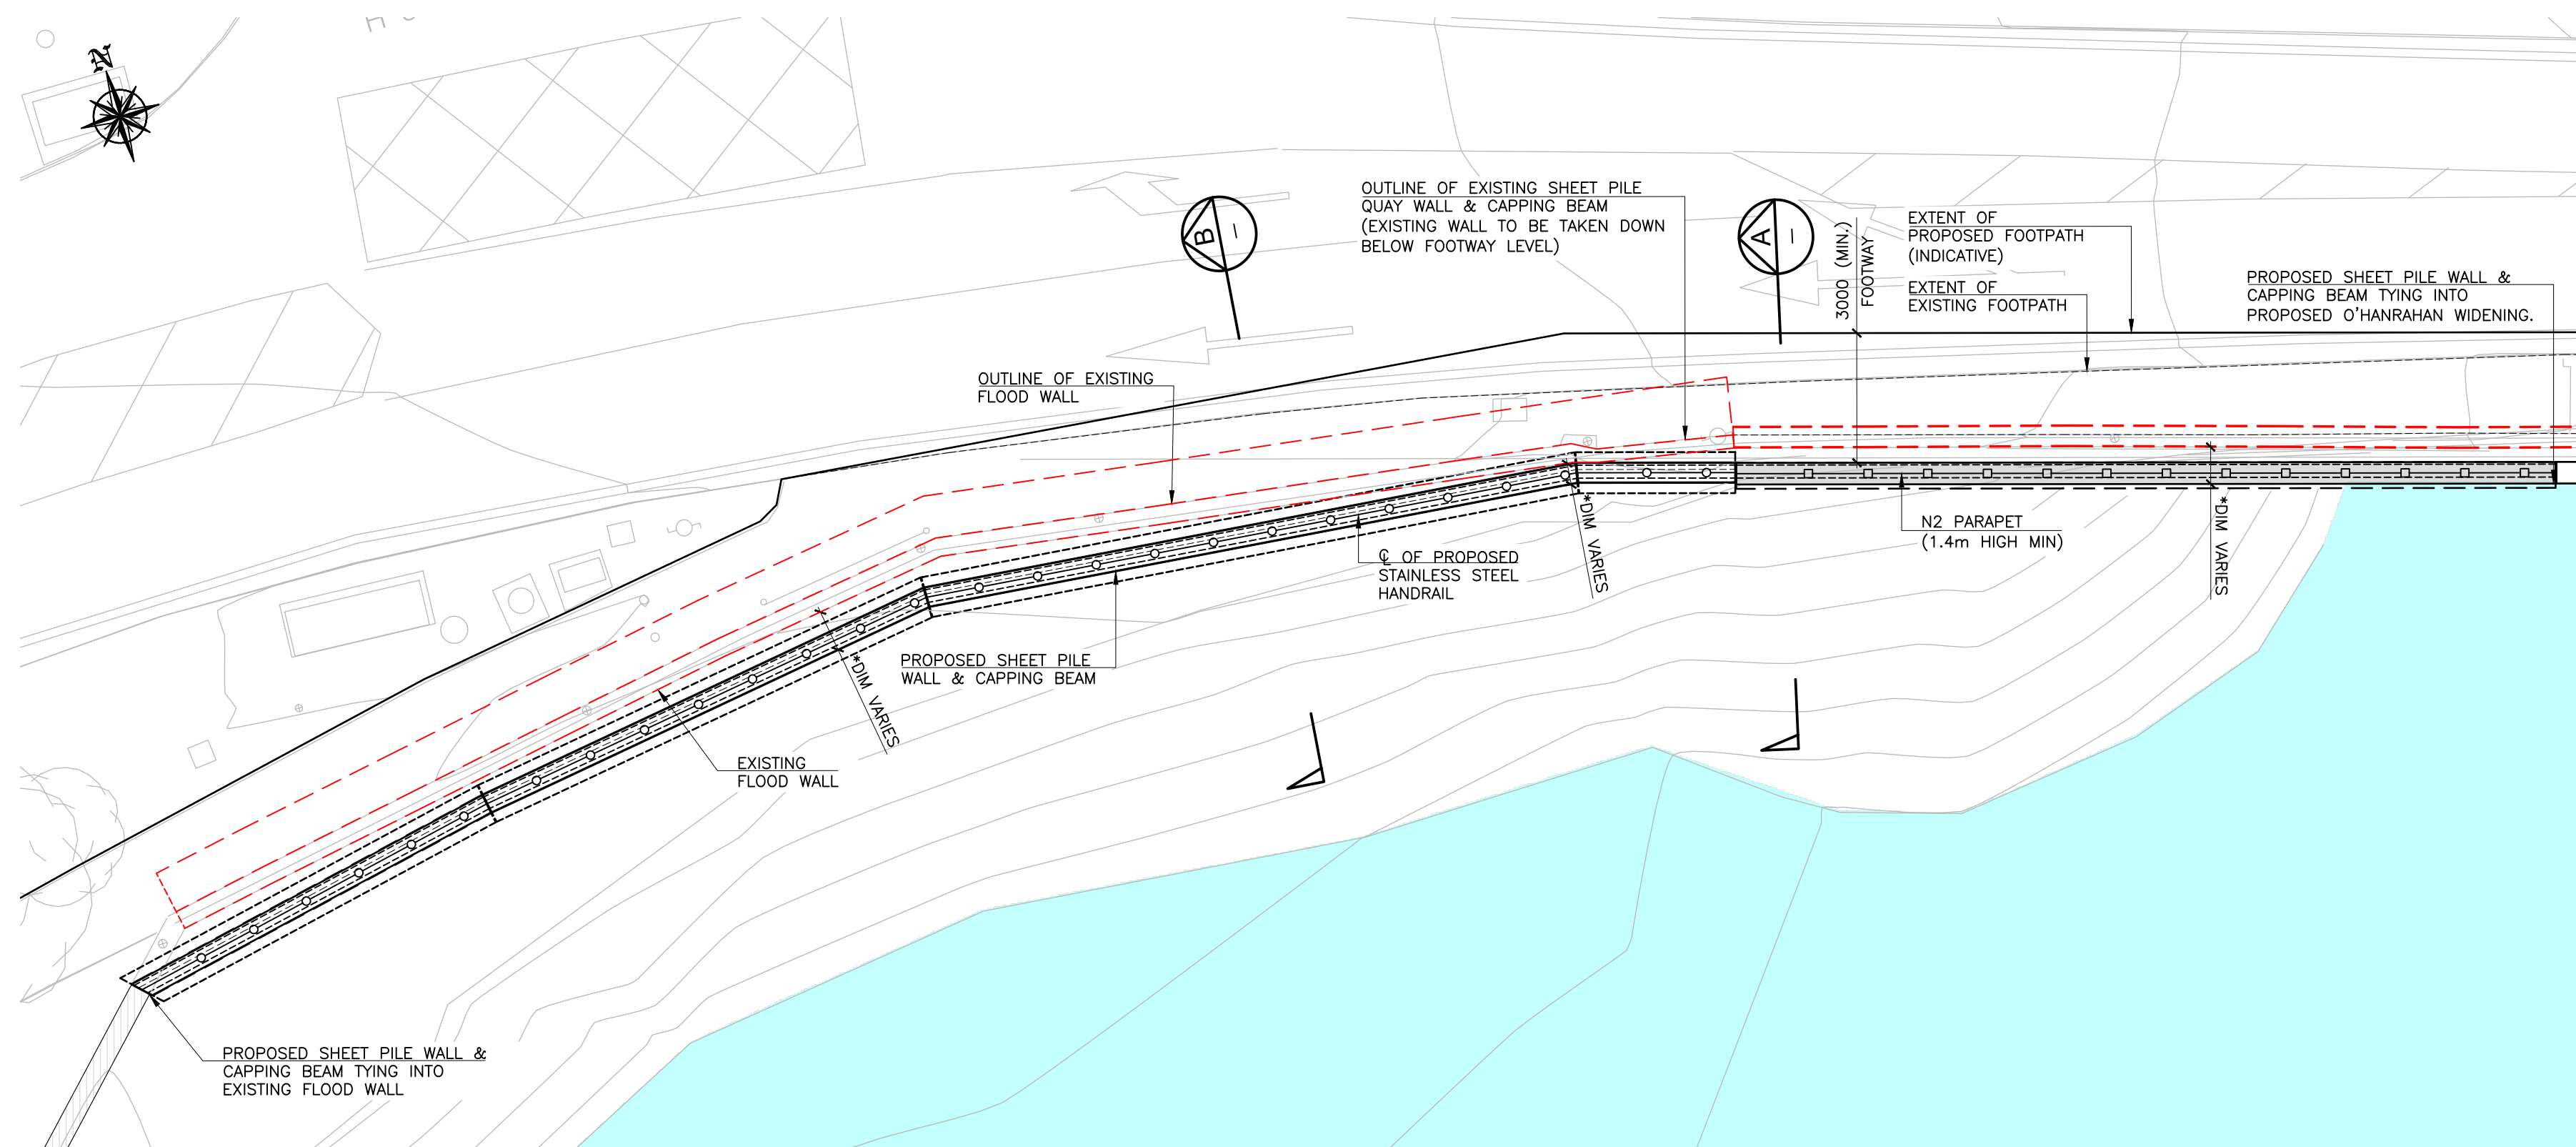 N
B
–
OUTLINE OF EXISTING SHEET PILE
QUAY WALL & CAPPING BEAM
(EXISTING WALL TO BE TAKEN DOWN
BELOW FOOTWAY LEVEL)
A
–
3000 (MIN.)
FOOTWAY
EXTENT OF
PROPOSED FOOTPATH
(INDICATIVE)
EXTENT OF
EXISTING FOOTPATH
PROPOSED SHEET PILE WALL &
CAPPING BEAM TYING INTO
PROPOSED O'HANRAHAN WIDENING.
OUTLINE OF EXISTING
FLOOD WALL
℄ OF PROPOSED
STAINLESS STEEL
HANDRAIL
*DIM VARIES
N2 PARAPET
(1.4m HIGH MIN)
*DIM VARIES
PROPOSED SHEET PILE
WALL & CAPPING BEAM
*DIM VARIES
EXISTING
FLOOD WALL
PROPOSED SHEET PILE WALL &
CAPPING BEAM TYING INTO
EXISTING FLOOD WALL